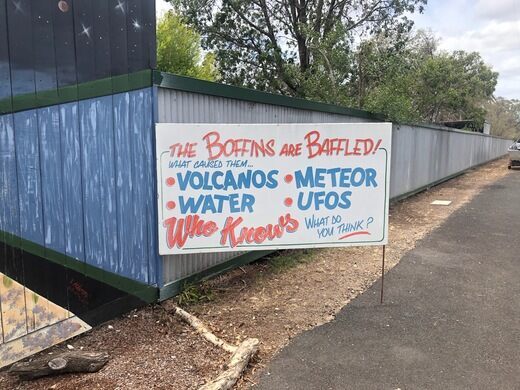 THE BOFFINS ARE BAFFLED!
WHAT CAUSED THEM...
• VOLCANOS • METEOR
• WATER • UFOS
Who Knows WHAT DO
YOU THINK?